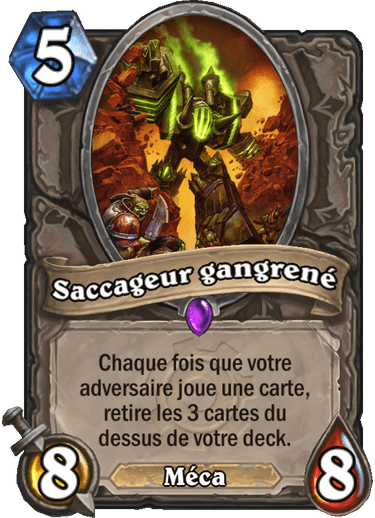 5
Saccageur gangrené
Chaque fois que votre
adversaire joue une carte,
retire les 3 cartes du
dessus de votre deck.
8
Méca
8